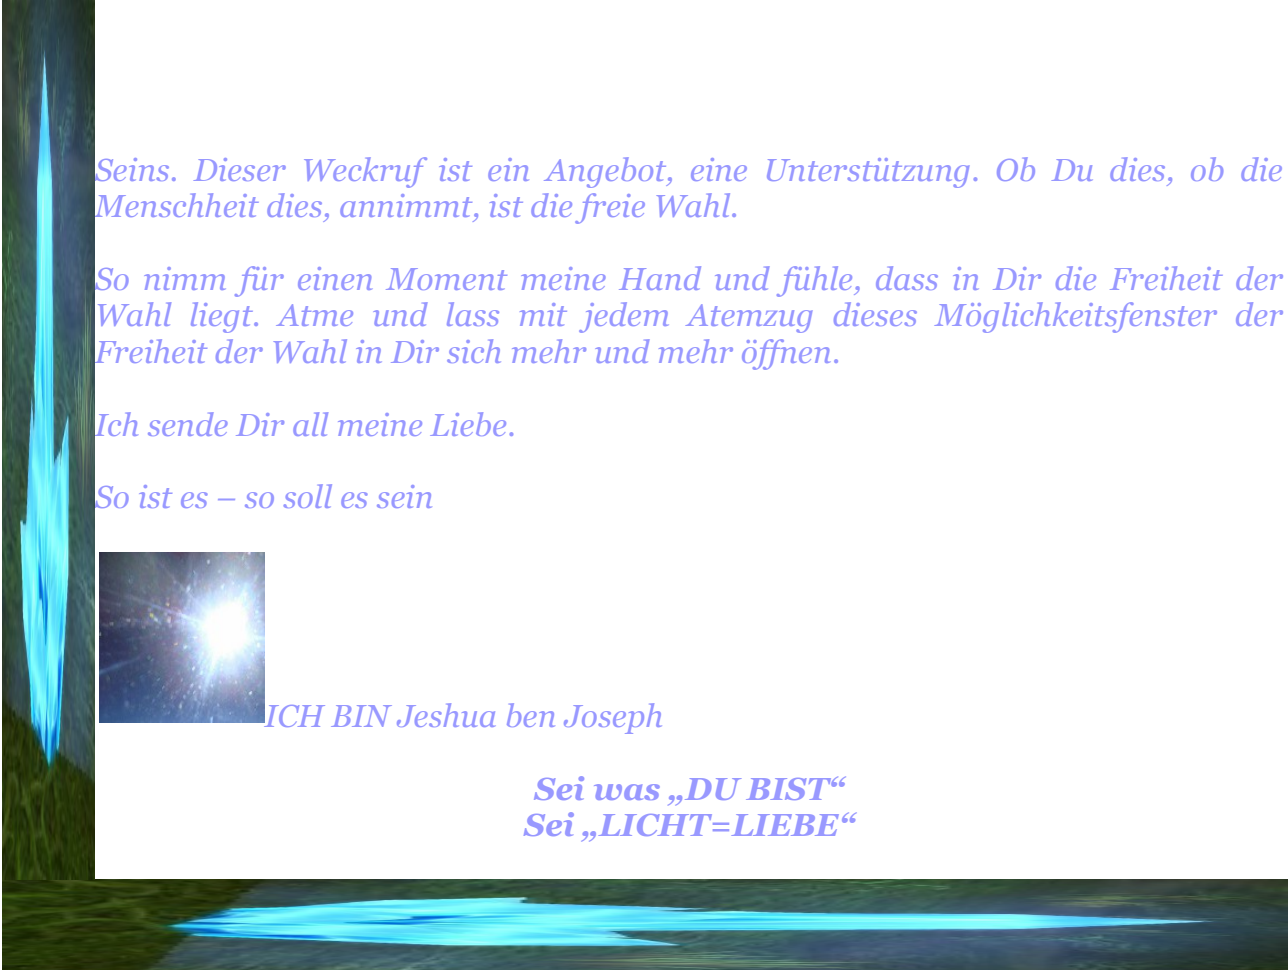 Seins. Dieser Weckruf ist ein Angebot, eine Unterstützung. Ob Du dies, ob die
Menschheit dies, annimmt, ist die freie Wahl.
So nimm für einen Moment meine Hand und fühle, dass in Dir die Freiheit der
Wahl liegt. Atme und lass mit jedem Atemzug dieses Möglichkeitsfenster der
Freiheit der Wahl in Dir sich mehr und mehr öffnen.
Ich sende Dir all meine Liebe.
So ist es – so soll es sein
ICH BIN Jeshua ben Joseph
Sei was „DU BIST“
Sei „LICHT=LIEBE“